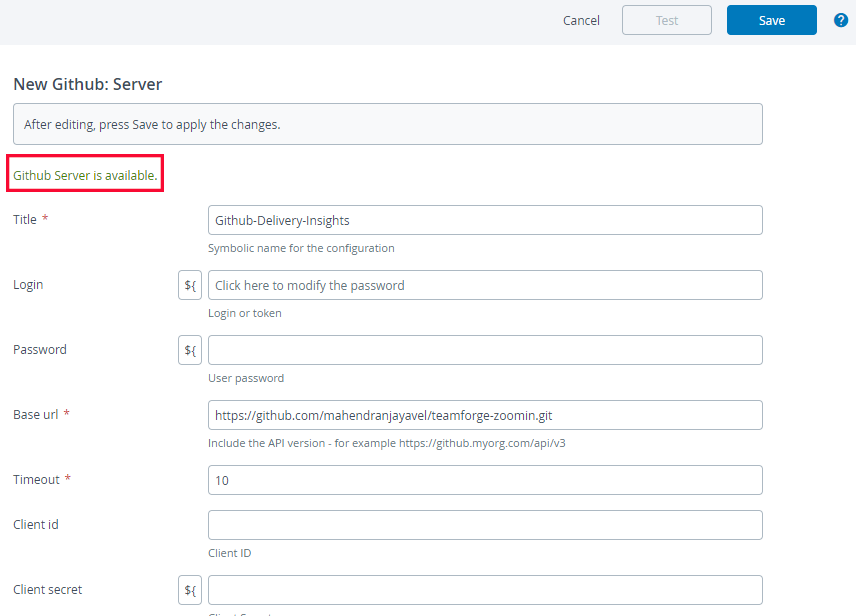 Cancel Test Save ?
New Github: Server
After editing, press Save to apply the changes.
Github Server is available.
Title * Github-Delivery-Insights
Symbolic name for the configuration
Login ${ Click here to modify the password
Login or token
Password ${
User password
Base url * https://github.com/mahendranjayavel/teamforge-zoomin.git
Include the API version - for example https://github.myorg.com/api/v3
Timeout * 10
Client id
Client ID
Client secret ${